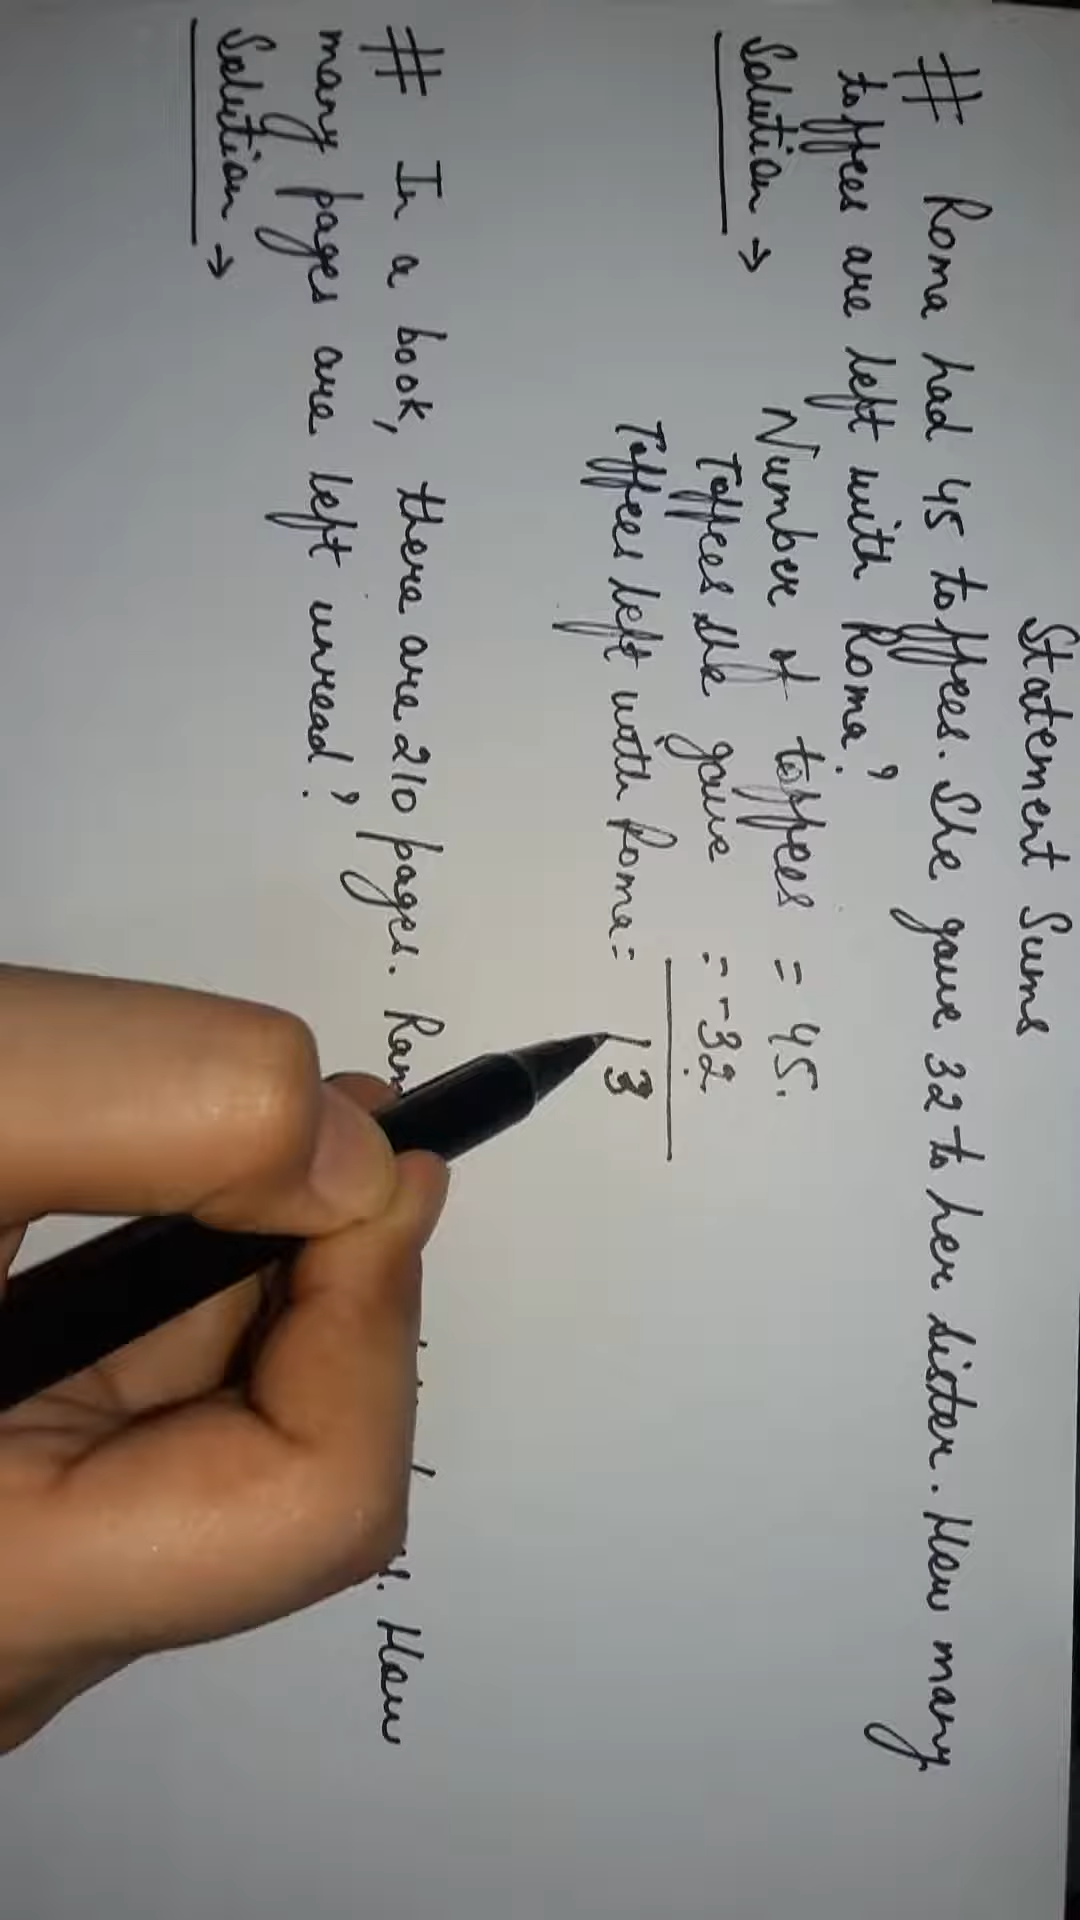 Statement Sums
# Roma had 45 toffees. She gave 32 to her sister. How many
toffees are left with Roma?
Solution →
Number of toffees = 45.
Toffees she gave = -32
Toffees left with Roma = 13
# In a book, there are 210 pages. How
many pages are left unread?
Solution →